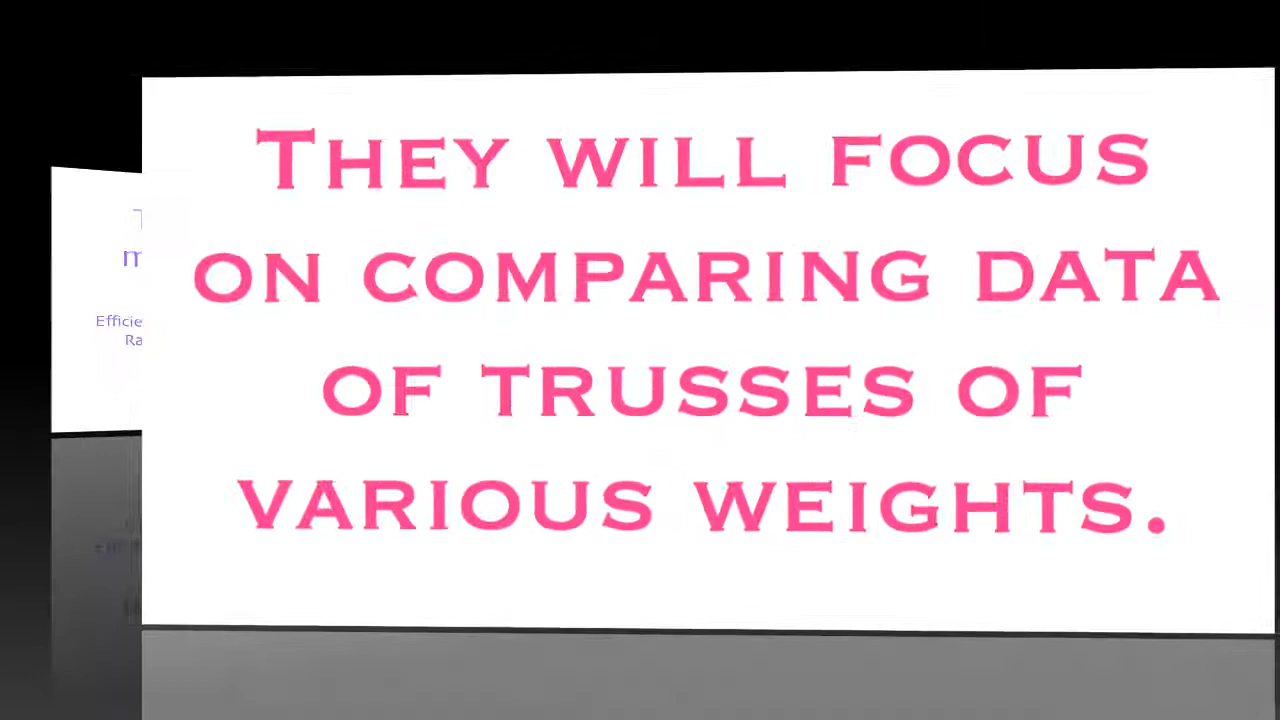 THEY WILL FOCUS
ON COMPARING DATA
OF TRUSSES OF
VARIOUS WEIGHTS.